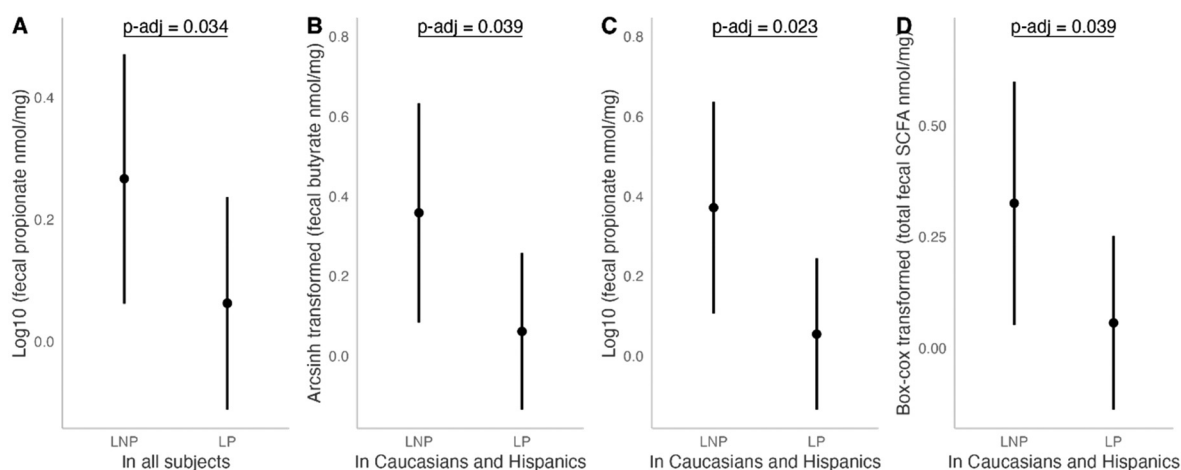 A
p-adj = 0.034
Log10 (fecal propionate nmol/mg)
0.4
0.2
0.0
LNP LP
In all subjects
B
p-adj = 0.039
Arcsinh transformed (fecal butyrate nmol/mg)
0.8
0.6
0.4
0.2
0.0
LNP LP
In Caucasians and Hispanics
C
p-adj = 0.023
Log10 (fecal propionate nmol/mg)
0.8
0.6
0.4
0.2
0.0
LNP LP
In Caucasians and Hispanics
D
p-adj = 0.039
Box-cox transformed (total fecal SCFA nmol/mg)
0.50
0.25
0.00
LNP LP
In Caucasians and Hispanics